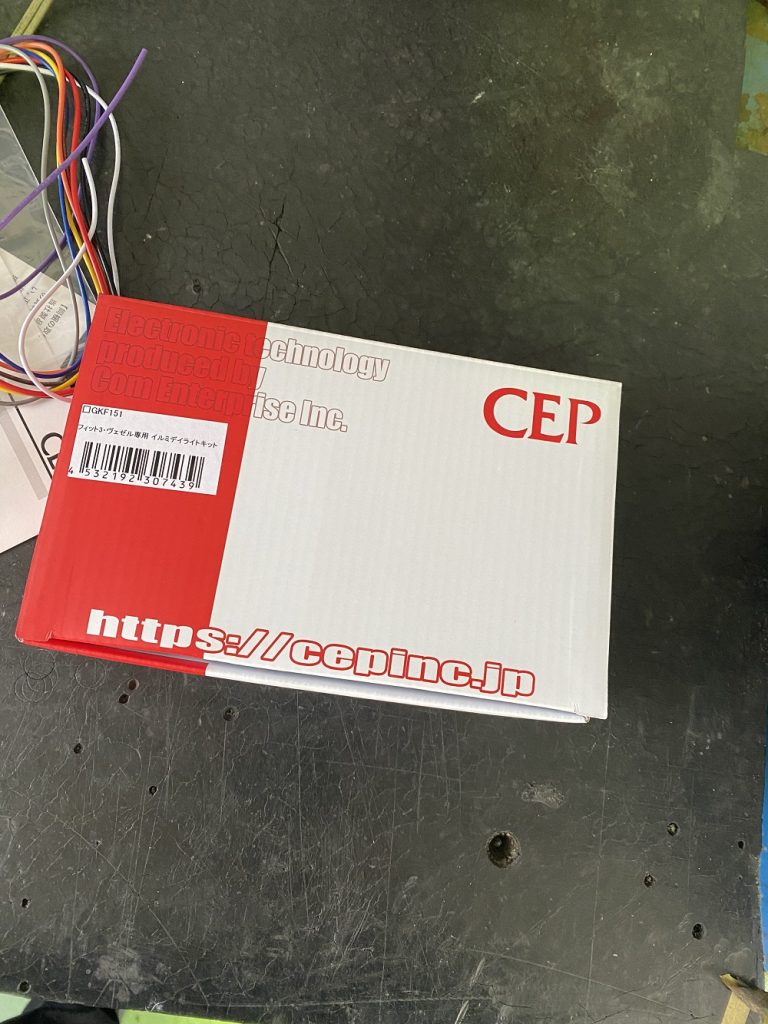 Electronic technology
produced by
Com Enterprise Inc.
CEP
□GKF151
フィット3・ヴェゼル専用 イルミデイライトキット
4 532192 307439
https://cepinc.jp